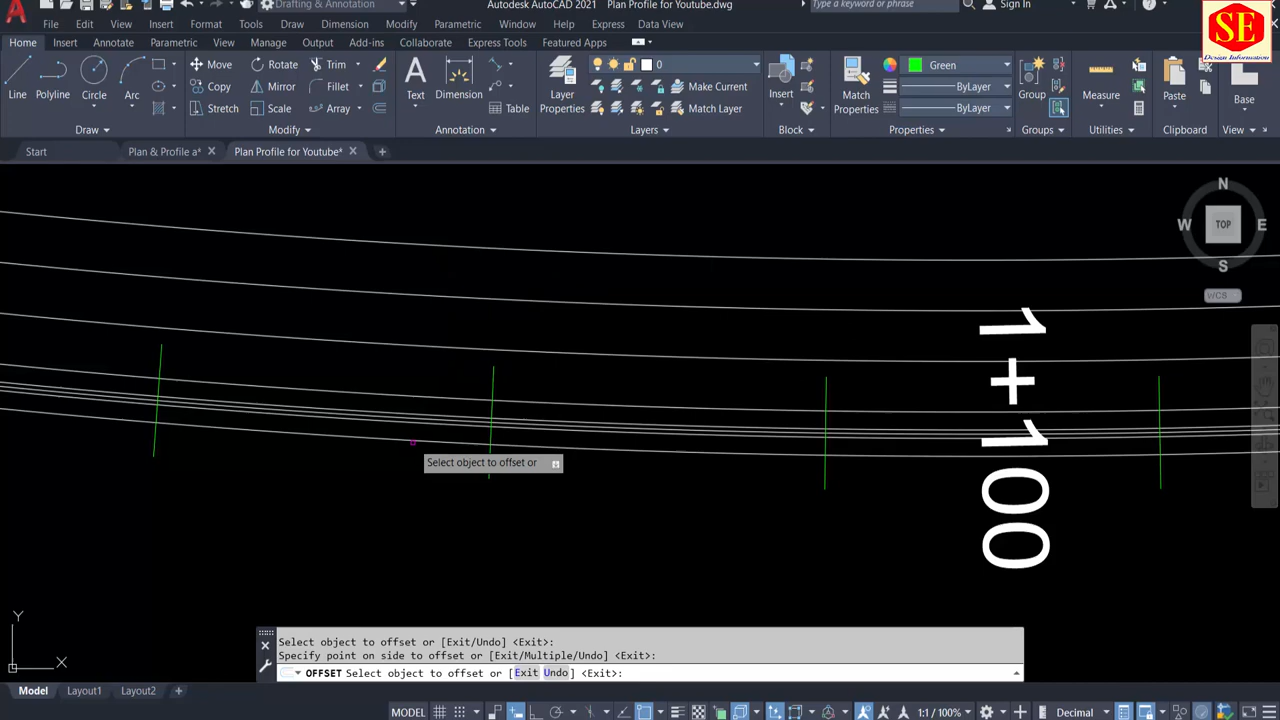 Drafting & Annotation
Autodesk AutoCAD 2021 Plan Profile for Youtube.dwg
Type a keyword or phrase
Sign In
SE
Design Information
File Edit View Insert Format Tools Draw Dimension Modify Parametric Window Help Express Data View
Home Insert Annotate Parametric View Manage Output Add-ins Collaborate Express Tools Featured Apps
Line Polyline Circle Arc
Move Rotate Trim
Copy Mirror Fillet
Stretch Scale Array
Text Dimension Table
Layer Properties
0
Make Current
Match Layer
Insert
Match Properties
Green
ByLayer
ByLayer
Group
Measure
Paste
Base
Draw Modify Annotation Layers Block Properties Groups Utilities Clipboard View
Start Plan & Profile a* Plan Profile for Youtube*
N
W TOP E
S
WCS
1+100
Select object to offset or
Y
X
Select object to offset or [Exit/Undo] <Exit>:
Specify point on side to offset or [Exit/Multiple/Undo] <Exit>:
OFFSET Select object to offset or [Exit Undo] <Exit>:
Model Layout1 Layout2
MODEL 1:1 / 100% Decimal